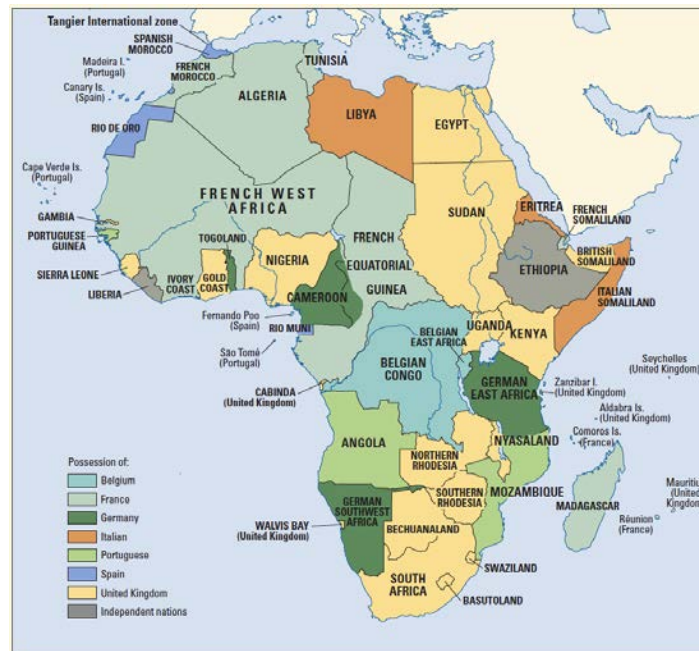 Tangier International zone
SPANISH
MOROCCO
Madeira I.
(Portugal)
FRENCH
MOROCCO
TUNISIA
Canary Is.
(Spain)
ALGERIA
LIBYA
EGYPT
RIO DE ORO
Cape Verde Is.
(Portugal)
FRENCH WEST
AFRICA
ERITREA
FRENCH
SOMALILAND
GAMBIA
PORTUGUESE
GUINEA
TOGOLAND
FRENCH
EQUATORIAL
GUINEA
SUDAN
NIGERIA
BRITISH
SOMALILAND
ETHIOPIA
SIERRA LEONE
IVORY
COAST
GOLD
COAST
LIBERIA
CAMEROON
ITALIAN
SOMALILAND
Fernando Poo
(Spain)
RIO MUNI
BELGIAN
EAST AFRICA
UGANDA
KENYA
São Tomé
(Portugal)
BELGIAN
CONGO
Seychelles
(United Kingdom)
CABINDA
(United Kingdom)
GERMAN
EAST AFRICA
Zanzibar I.
(United Kingdom)
Aldabra Is.
(United Kingdom)
ANGOLA
NYASALAND
Comoros Is.
(France)
NORTHERN
RHODESIA
Possession of:
Belgium
France
Germany
Italian
Portuguese
Spain
United Kingdom
Independent nations
SOUTHERN
RHODESIA
MOZAMBIQUE
MADAGASCAR
Mauritiu
(United
Kingdom
Réunion
(France)
GERMAN
SOUTHWEST
AFRICA
WALVIS BAY
(United Kingdom)
BECHUANALAND
SWAZILAND
SOUTH
AFRICA
BASUTOLAND